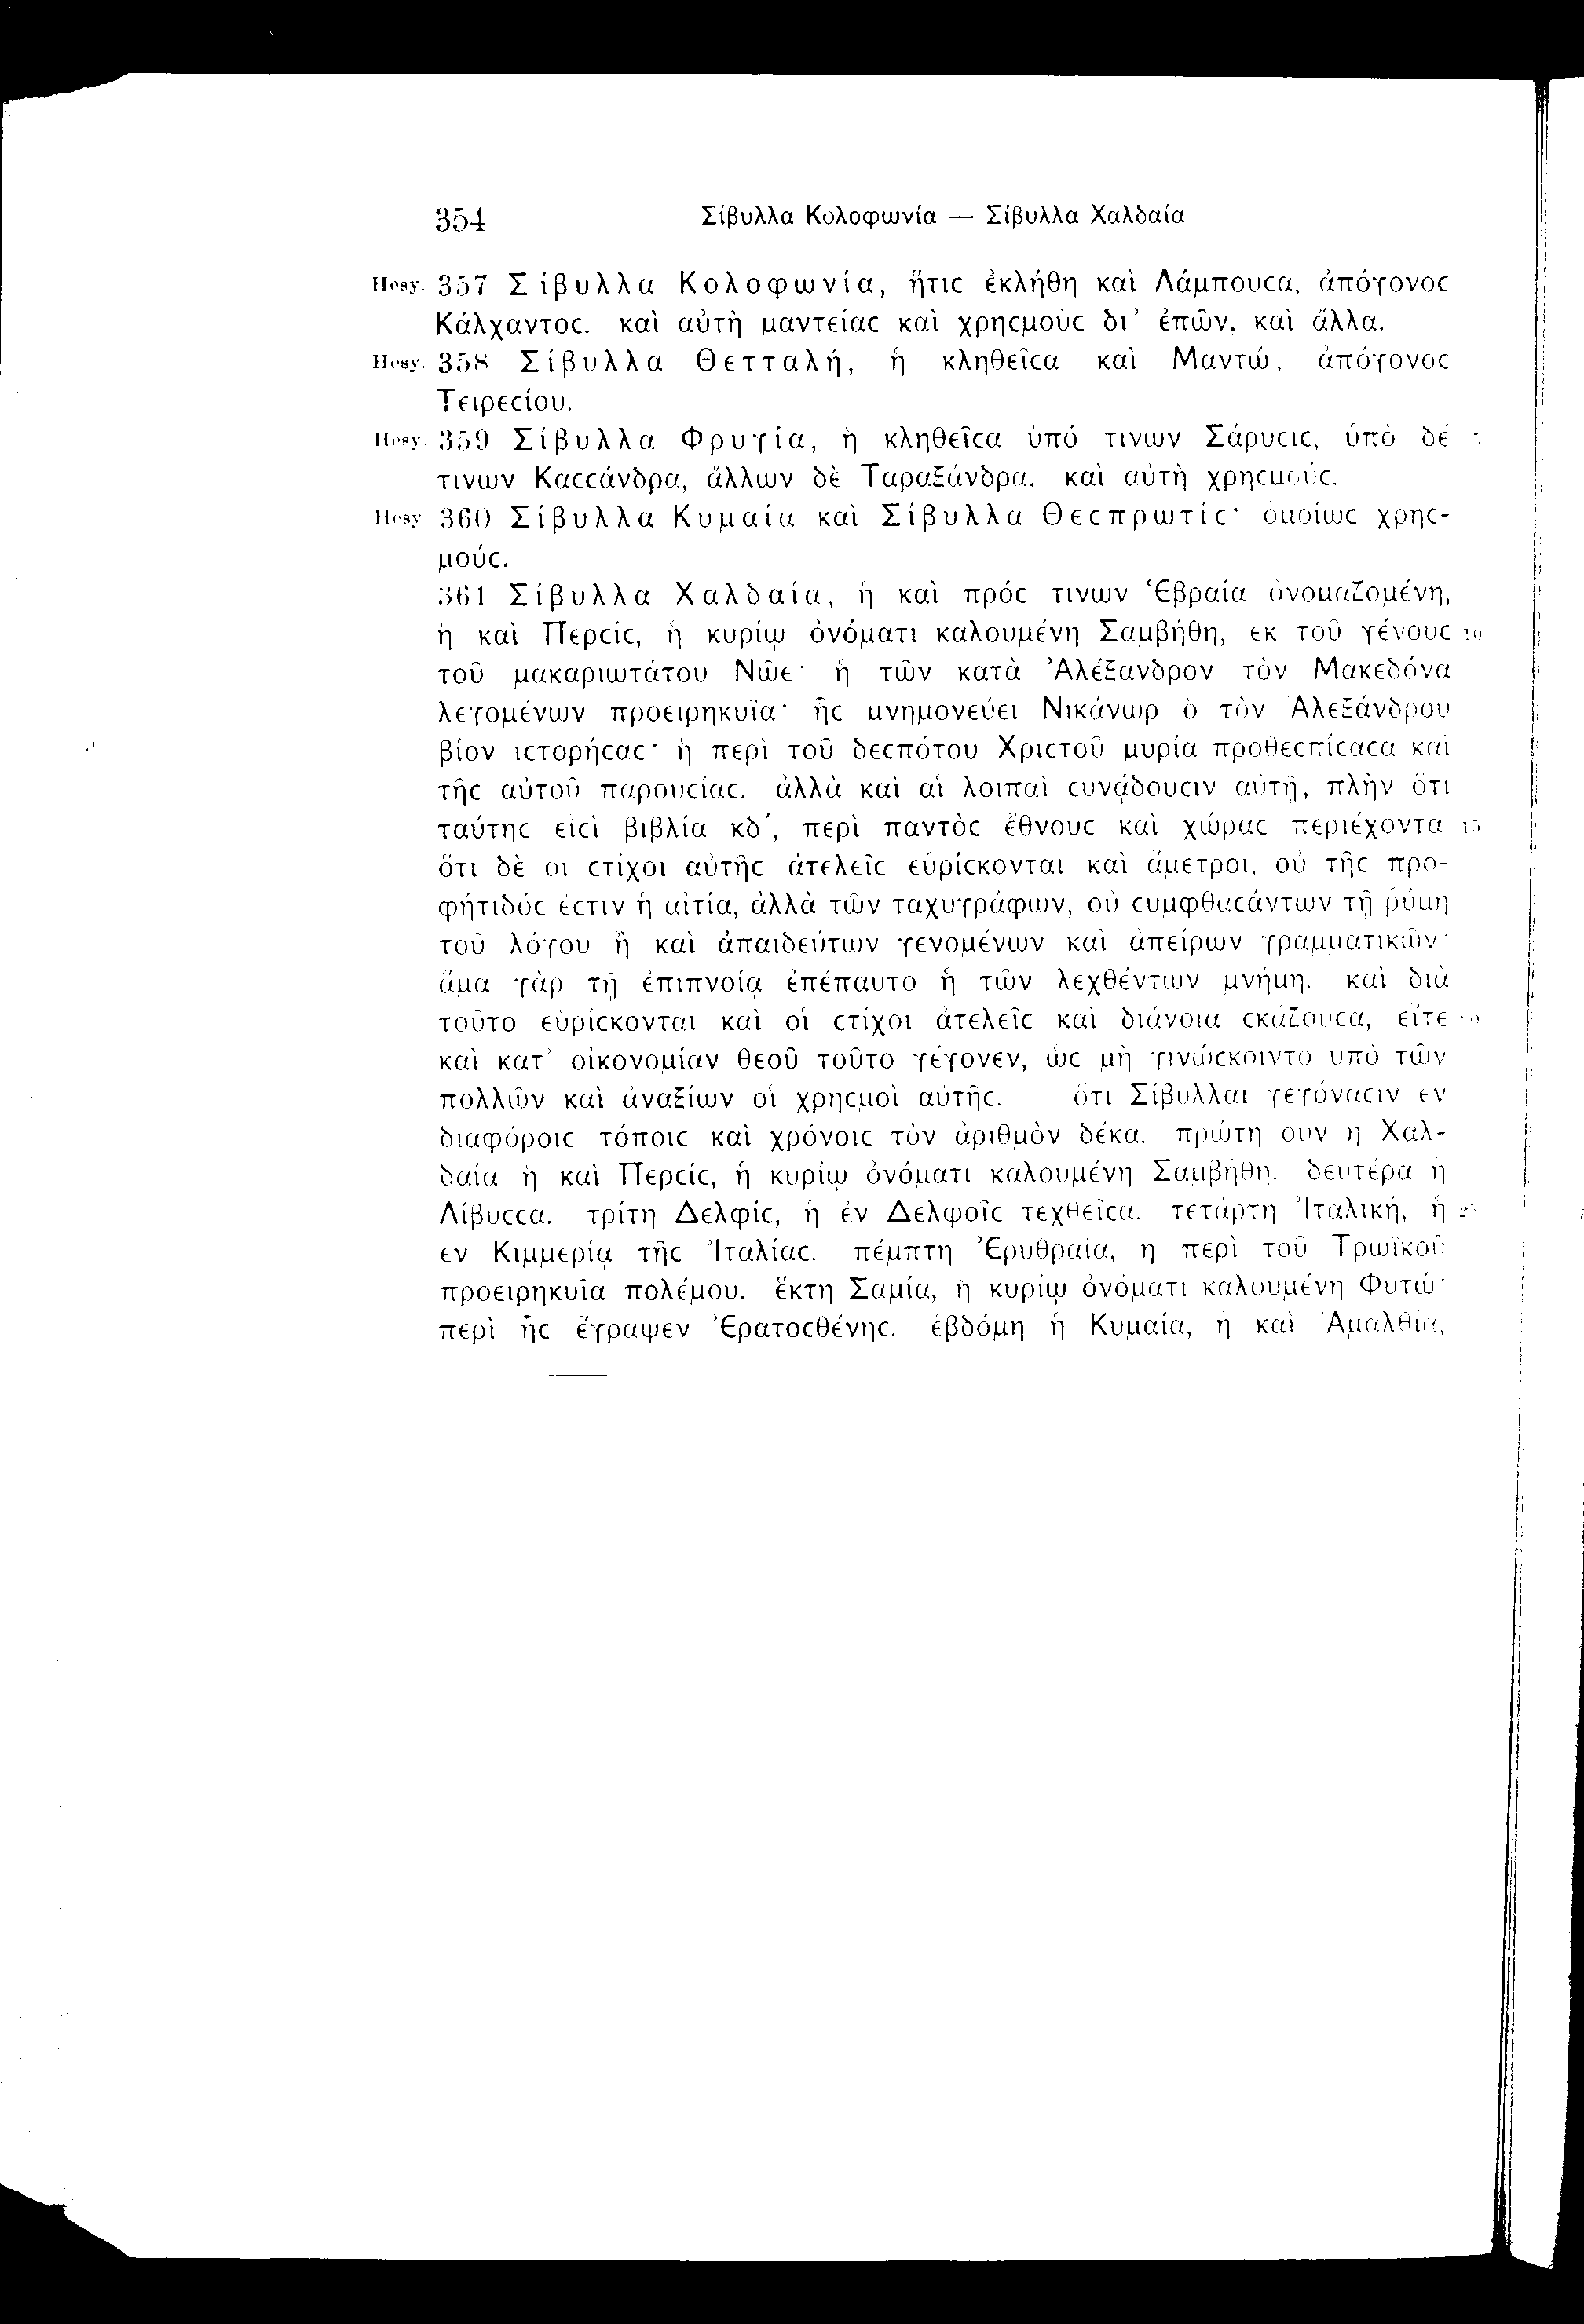 354 Σίβυλλα Κολοφωνία — Σίβυλλα Χαλδαία
Hesy. 357 Σίβυλλα Κολοφωνία, ἥτιϲ ἐκλήθη καὶ Λάμπουϲα, ἀπόγονοϲ
Κάλχαντοϲ. καὶ αὐτὴ μαντείαϲ καὶ χρηϲμοὺϲ δι’ ἐπῶν, καὶ ἄλλα.
Hesy. 358 Σίβυλλα Θετταλή, ἡ κληθεῖϲα καὶ Μαντώ, ἀπόγονοϲ
Τειρεϲίου.
Hesy. 359 Σίβυλλα Φρυγία, ἡ κληθεῖϲα ὑπό τινων Σάρυϲιϲ, ὑπὸ δέ 5
τινων Καϲϲάνδρα, ἄλλων δὲ Ταραξάνδρα. καὶ αὐτὴ χρηϲμούϲ.
Hesy. 360 Σίβυλλα Κυμαία καὶ Σίβυλλα Θεϲπρωτίϲ· ὁμοίωϲ χρηϲ-
μούϲ.
361 Σίβυλλα Χαλδαία, ἡ καὶ πρόϲ τινων Ἑβραία ὀνομαζομένη,
ἡ καὶ Περϲίϲ, ἡ κυρίῳ ὀνόματι καλουμένη Σαμβήθη, ἐκ τοῦ γένουϲ 10
τοῦ μακαριωτάτου Νῶε· ἡ τῶν κατὰ Ἀλέξανδρον τὸν Μακεδόνα
λεγομένων προειρηκυῖα· ἧϲ μνημονεύει Νικάνωρ ὁ τὸν Ἀλεξάνδρου
βίον ἱϲτορήϲαϲ· ἡ περὶ τοῦ δεϲπότου Χριϲτοῦ μυρία προθεϲπίϲαϲα καὶ
τῆϲ αὐτοῦ παρουϲίαϲ. ἀλλὰ καὶ αἱ λοιπαὶ ϲυνᾴδουϲιν αὐτῇ, πλὴν ὅτι
ταύτηϲ εἰϲὶ βιβλία κδ΄, περὶ παντὸϲ ἔθνουϲ καὶ χώραϲ περιέχοντα. 15
ὅτι δὲ οἱ ϲτίχοι αὐτῆϲ ἀτελεῖϲ εὑρίϲκονται καὶ ἄμετροι, οὐ τῆϲ προ-
φήτιδόϲ ἐϲτιν ἡ αἰτία, ἀλλὰ τῶν ταχυγράφων, οὐ ϲυμφθαϲάντων τῇ ῥύμῃ
τοῦ λόγου ἢ καὶ ἀπαιδεύτων γενομένων καὶ ἀπείρων γραμματικῶν·
ἅμα γὰρ τῇ ἐπιπνοίᾳ ἐπέπαυτο ἡ τῶν λεχθέντων μνήμη. καὶ διὰ
τοῦτο εὑρίϲκονται καὶ οἱ ϲτίχοι ἀτελεῖϲ καὶ διάνοια ϲκάζουϲα, εἴτε 20
καὶ κατ’ οἰκονομίαν θεοῦ τοῦτο γέγονεν, ὡϲ μὴ γινώϲκοιντο ὑπὸ τῶν
πολλῶν καὶ ἀναξίων οἱ χρηϲμοὶ αὐτῆϲ. ὅτι Σίβυλλαι γεγόναϲιν ἐν
διαφόροιϲ τόποιϲ καὶ χρόνοιϲ τὸν ἀριθμὸν δέκα. πρώτη οὖν ἡ Χαλ-
δαία ἡ καὶ Περϲίϲ, ἡ κυρίῳ ὀνόματι καλουμένη Σαμβήθη. δευτέρα ἡ
Λίβυϲϲα. τρίτη Δελφίϲ, ἡ ἐν Δελφοῖϲ τεχθεῖϲα. τετάρτη Ἰταλική, ἡ 25
ἐν Κιμμερίᾳ τῆϲ Ἰταλίαϲ. πέμπτη Ἐρυθραία, ἡ περὶ τοῦ Τρωϊκοῦ
προειρηκυῖα πολέμου. ἕκτη Σαμία, ἡ κυρίῳ ὀνόματι καλουμένη Φυτώ·
περὶ ἧϲ ἔγραψεν Ἐρατοϲθένηϲ. ἑβδόμη ἡ Κυμαία, ἡ καὶ Ἀμαλθία,